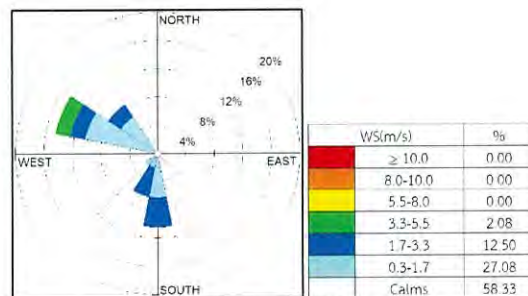 NORTH
20%
16%
12%
8%
4%
WEST
EAST
SOUTH
WS(m/s) %
≥ 10.0 0.00
8.0-10.0 0.00
5.5-8.0 0.00
3.3-5.5 2.08
1.7-3.3 12.50
0.3-1.7 27.08
Calms 58.33